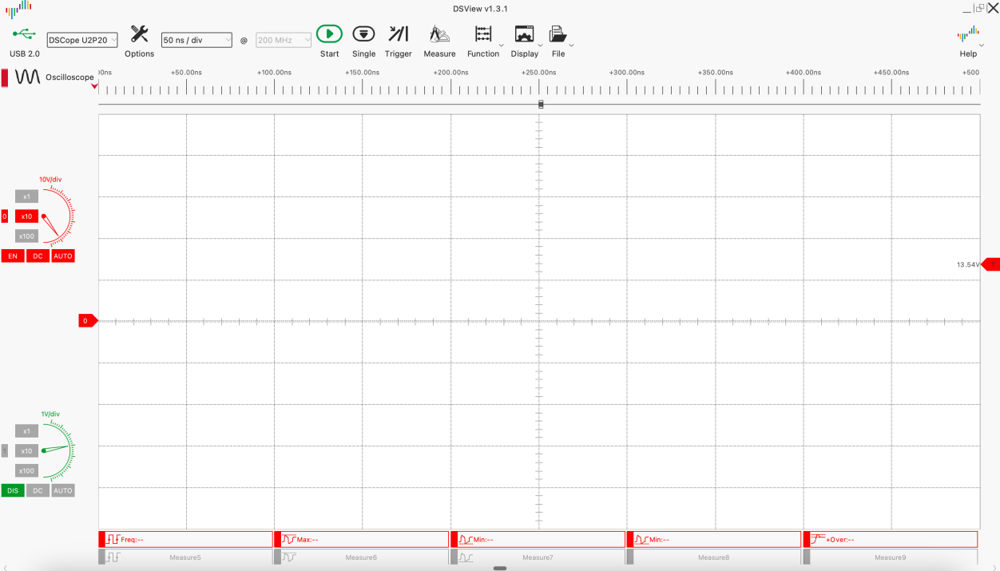 DSView v1.3.1
DSCope U2P20
50 ns / div
@
200 MHz
USB 2.0
Options
Start
Single
Trigger
Measure
Function
Display
File
Help
Oscilloscope
00ns
+50.00ns
+100.00ns
+150.00ns
+200.00ns
+250.00ns
+300.00ns
+350.00ns
+400.00ns
+450.00ns
+500
10V/div
x1
0
x10
x100
EN
DC
AUTO
13.54V
T
0
1V/div
x1
1
x10
x100
DIS
DC
AUTO
Freq:--
Max:--
Min:--
Min:--
+Over:--
Measure5
Measure6
Measure7
Measure8
Measure9